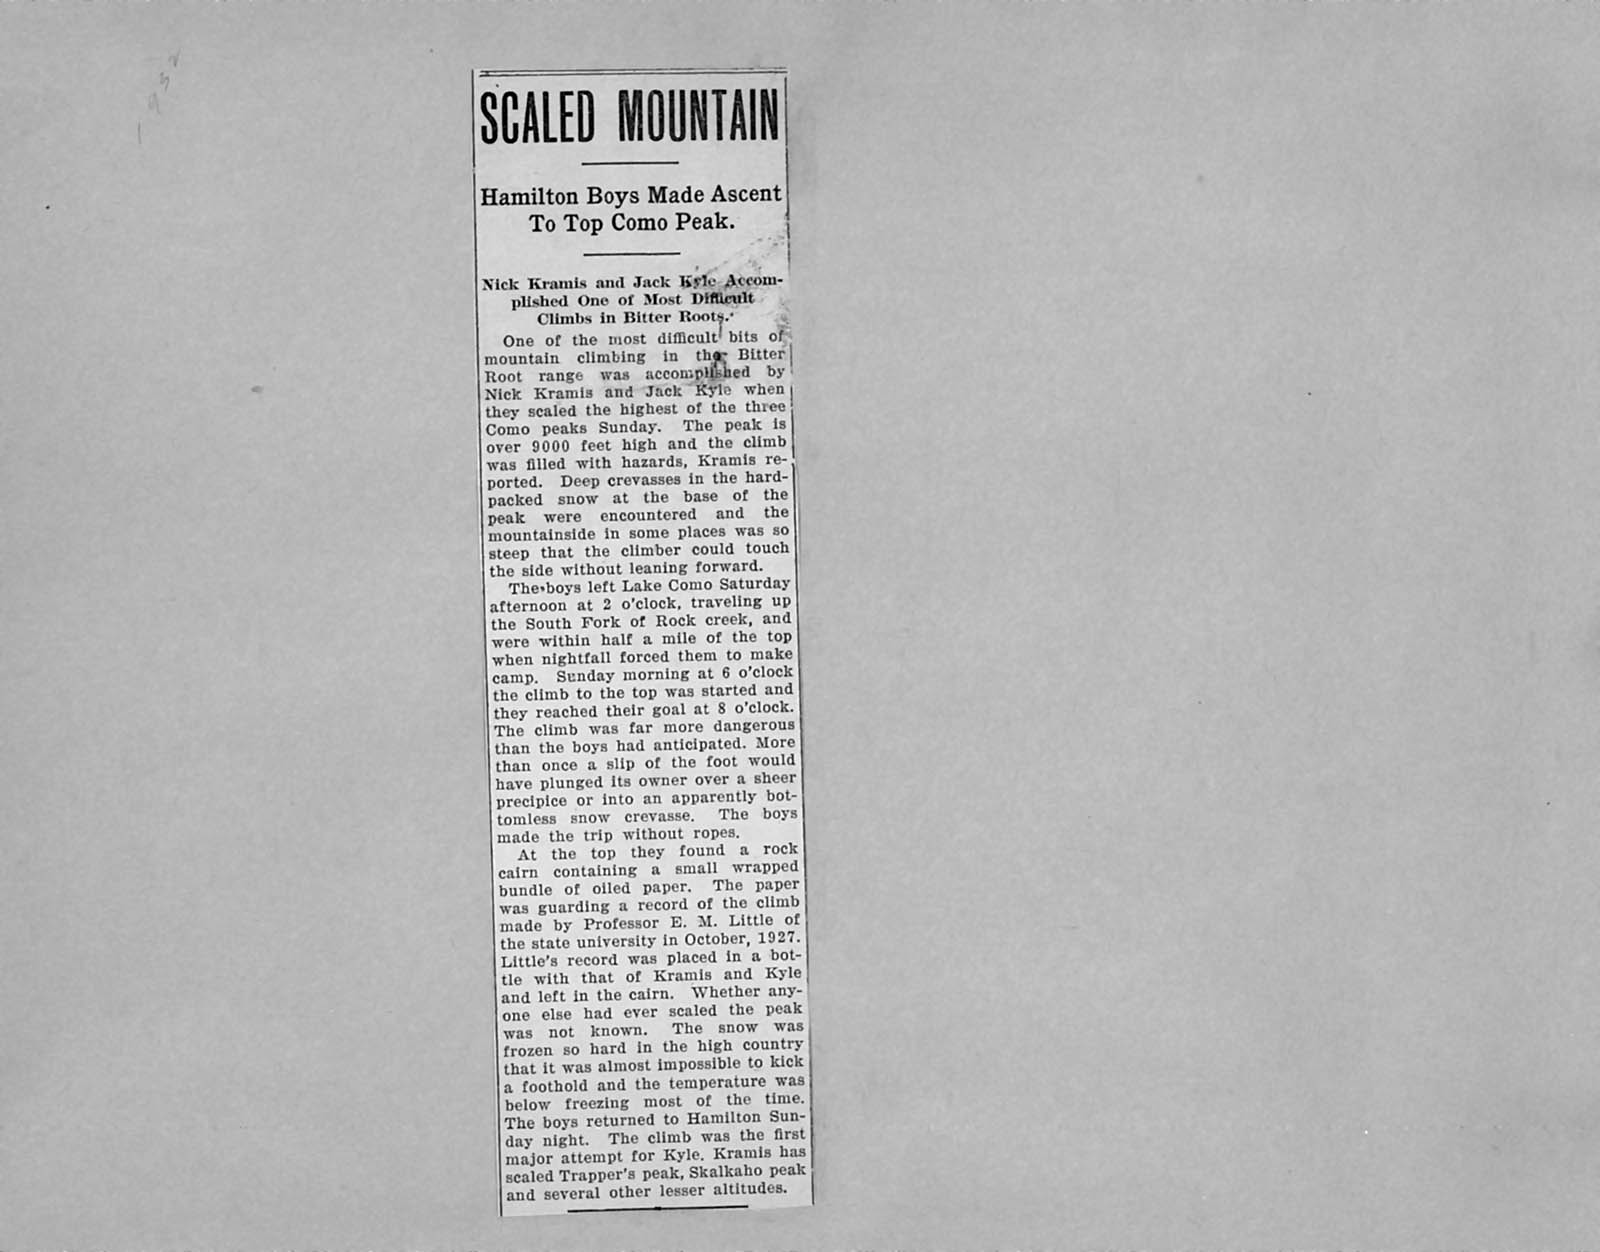 1932
SCALED MOUNTAIN
Hamilton Boys Made Ascent
To Top Como Peak.
Nick Kramis and Jack Kyle Accom-
plished One of Most Difficult
Climbs in Bitter Roots.
One of the most difficult bits of
mountain climbing in the Bitter
Root range was accomplished by
Nick Kramis and Jack Kyle when
they scaled the highest of the three
Como peaks Sunday. The peak is
over 9000 feet high and the climb
was filled with hazards, Kramis re-
ported. Deep crevasses in the hard-
packed snow at the base of the
peak were encountered and the
mountainside in some places was so
steep that the climber could touch
the side without leaning forward.
The boys left Lake Como Saturday
afternoon at 2 o'clock, traveling up
the South Fork of Rock creek, and
were within half a mile of the top
when nightfall forced them to make
camp. Sunday morning at 6 o'clock
the climb to the top was started and
they reached their goal at 8 o'clock.
The climb was far more dangerous
than the boys had anticipated. More
than once a slip of the foot would
have plunged its owner over a sheer
precipice or into an apparently bot-
tomless snow crevasse. The boys
made the trip without ropes.
At the top they found a rock
cairn containing a small wrapped
bundle of oiled paper. The paper
was guarding a record of the climb
made by Professor E. M. Little of
the state university in October, 1927.
Little's record was placed in a bot-
tle with that of Kramis and Kyle
and left in the cairn. Whether any-
one else had ever scaled the peak
was not known. The snow was
frozen so hard in the high country
that it was almost impossible to kick
a foothold and the temperature was
below freezing most of the time.
The boys returned to Hamilton Sun-
day night. The climb was the first
major attempt for Kyle. Kramis has
scaled Trapper's peak, Skalkaho peak
and several other lesser altitudes.